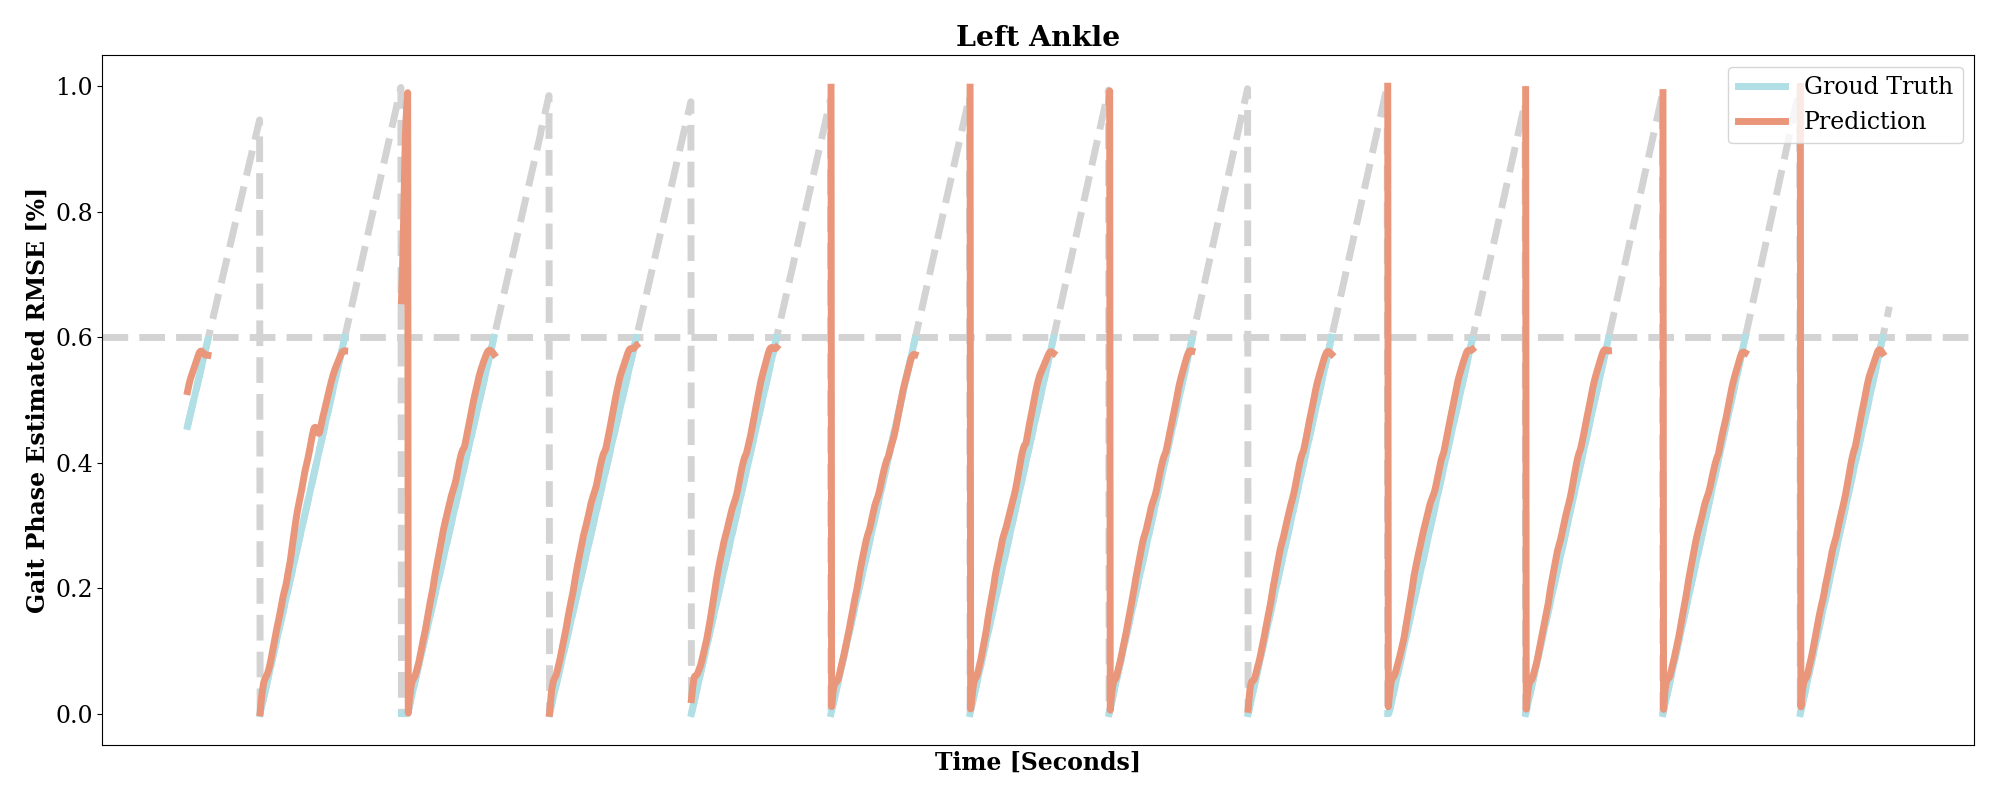 Left Ankle
Gait Phase Estimated RMSE [%]
1.0
0.8
0.6
0.4
0.2
0.0
Groud Truth
Prediction
Time [Seconds]